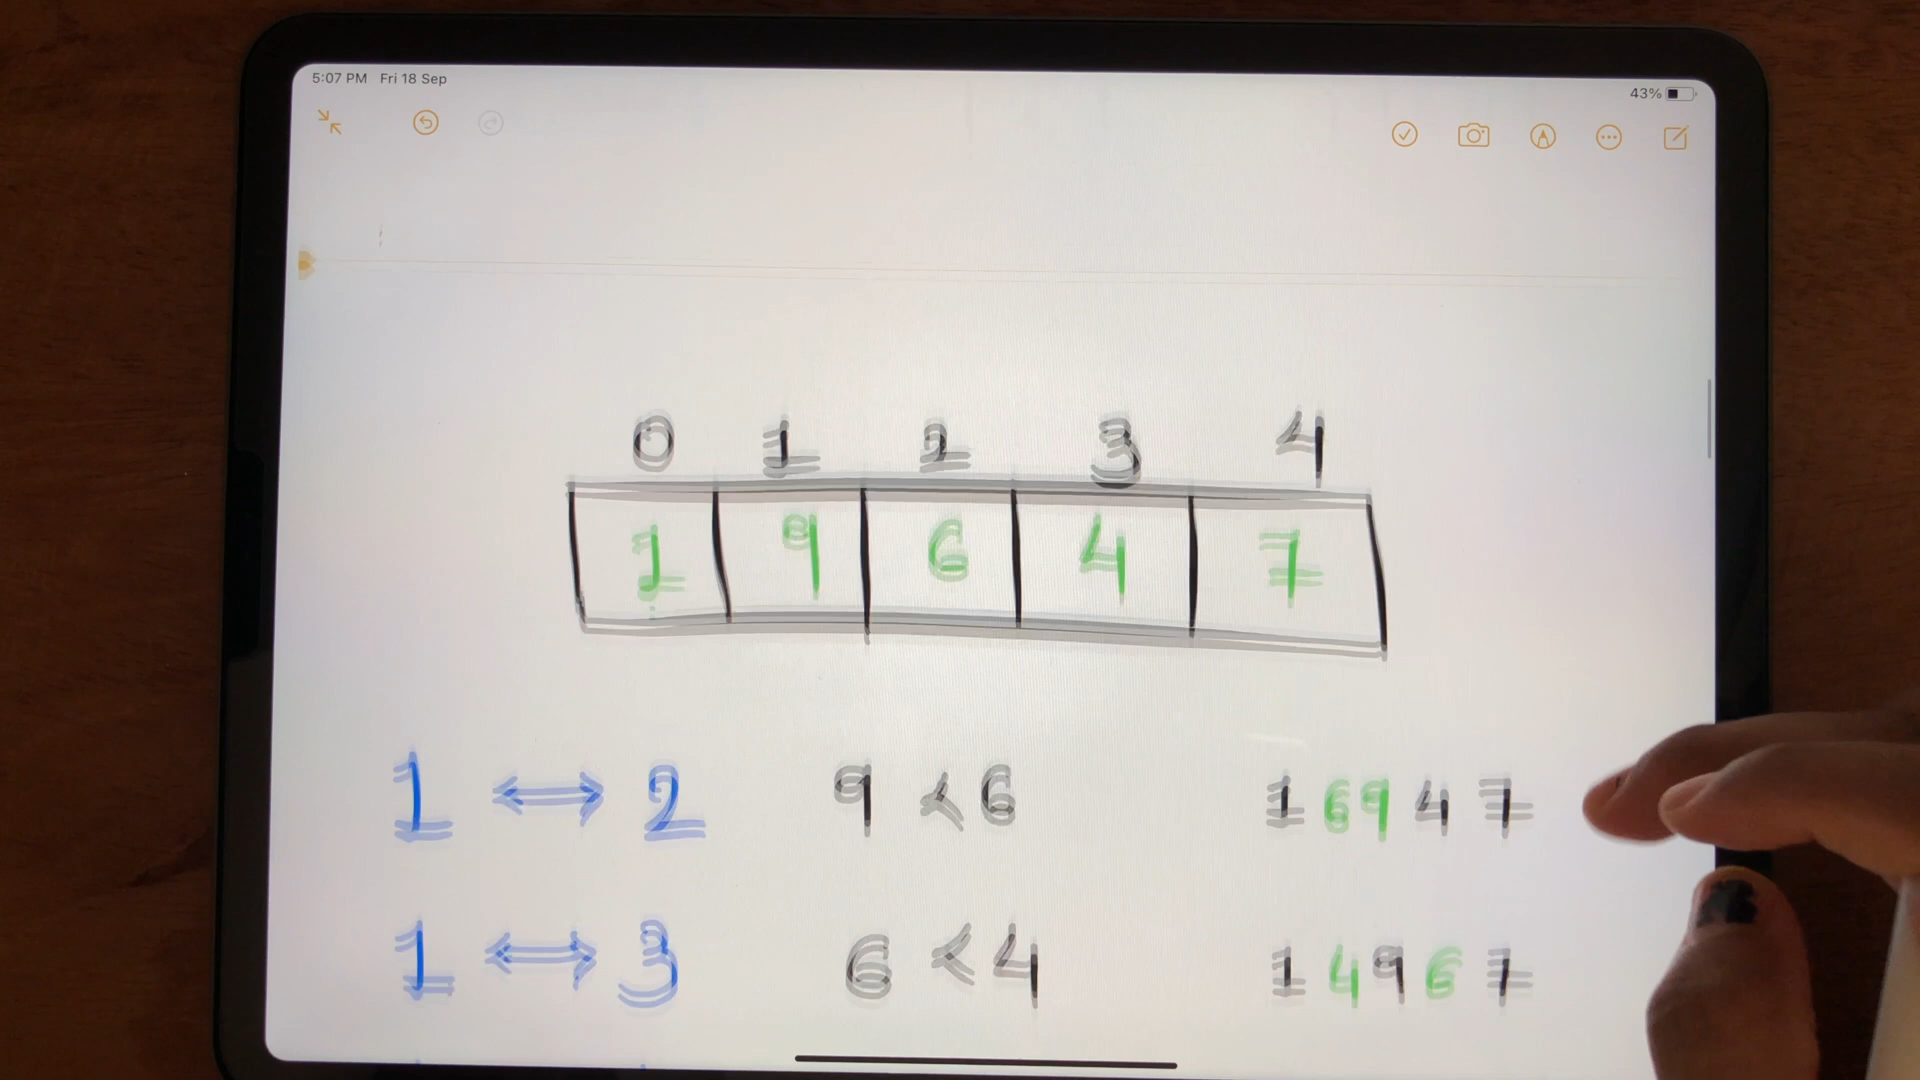 5:07 PM Fri 18 Sep
43%
0 1 2 3 4
1 9 6 4 7
1 ⟺ 2 9 < 6 1 6 9 4 7
1 ⟺ 3 6 < 4 1 4 9 6 7